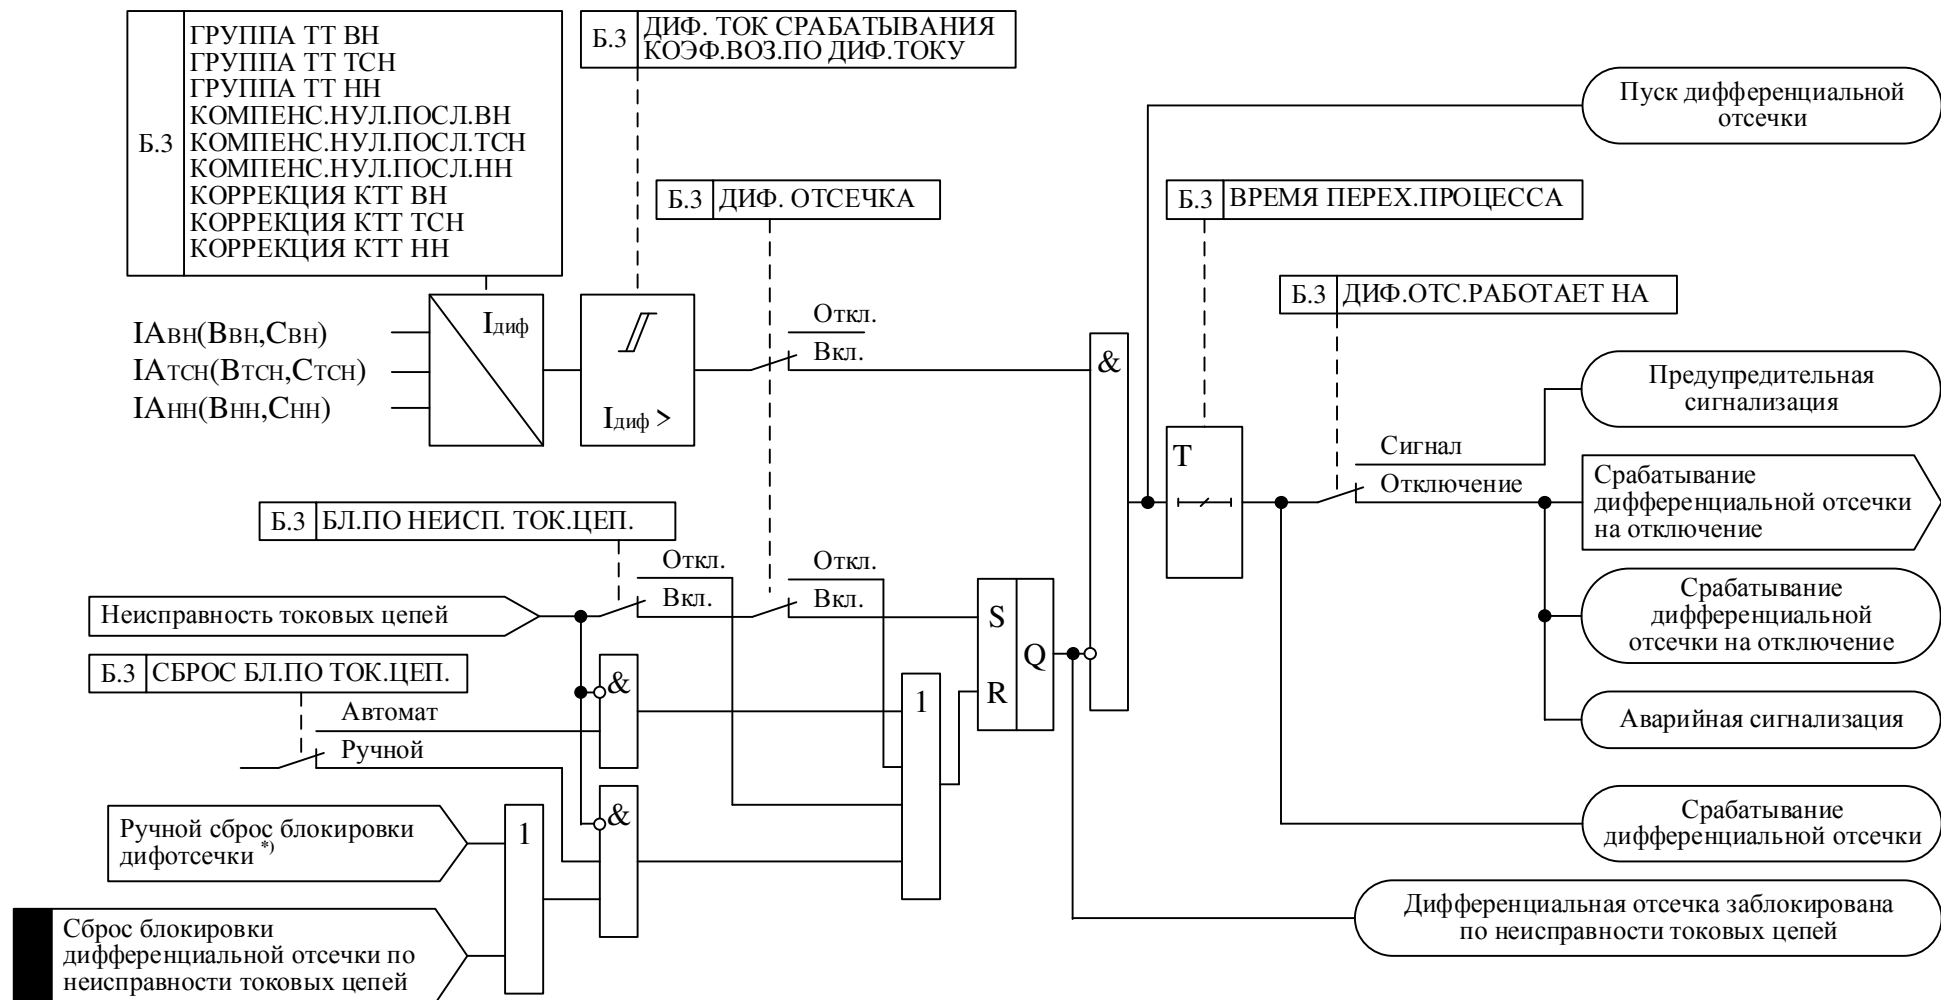 Б.3
ГРУППА ТТ ВН
ГРУППА ТТ ТСН
ГРУППА ТТ НН
КОМПЕНС.НУЛ.ПОСЛ.ВН
КОМПЕНС.НУЛ.ПОСЛ.ТСН
КОМПЕНС.НУЛ.ПОСЛ.НН
КОРРЕКЦИЯ КТТ ВН
КОРРЕКЦИЯ КТТ ТСН
КОРРЕКЦИЯ КТТ НН
Б.3
ДИФ. ТОК СРАБАТЫВАНИЯ
КОЭФ.ВОЗ.ПО ДИФ.ТОКУ
Пуск дифференциальной
отсечки
Б.3 ДИФ. ОТСЕЧКА
Б.3 ВРЕМЯ ПЕРЕХ.ПРОЦЕССА
Б.3 ДИФ.ОТС.РАБОТАЕТ НА
IAВН(ВВН,СВН)
IAТСН(ВТСН,СТСН)
IAНН(ВНН,СНН)
Iдиф
Iдиф >
Откл.
Вкл.
&
T
Сигнал
Отключение
Предупредительная
сигнализация
Срабатывание
дифференциальной отсечки
на отключение
Б.3 БЛ.ПО НЕИСП. ТОК.ЦЕП.
Откл.
Вкл.
Откл.
Вкл.
Неисправность токовых цепей
S
R
Q
Срабатывание
дифференциальной
отсечки на отключение
Б.3 СБРОС БЛ.ПО ТОК.ЦЕП.
Автомат
Ручной
&
1
Аварийная сигнализация
Ручной сброс блокировки
дифотсечки *)
1
&
Срабатывание
дифференциальной отсечки
Сброс блокировки
дифференциальной отсечки по
неисправности токовых цепей
Дифференциальная отсечка заблокирована
по неисправности токовых цепей